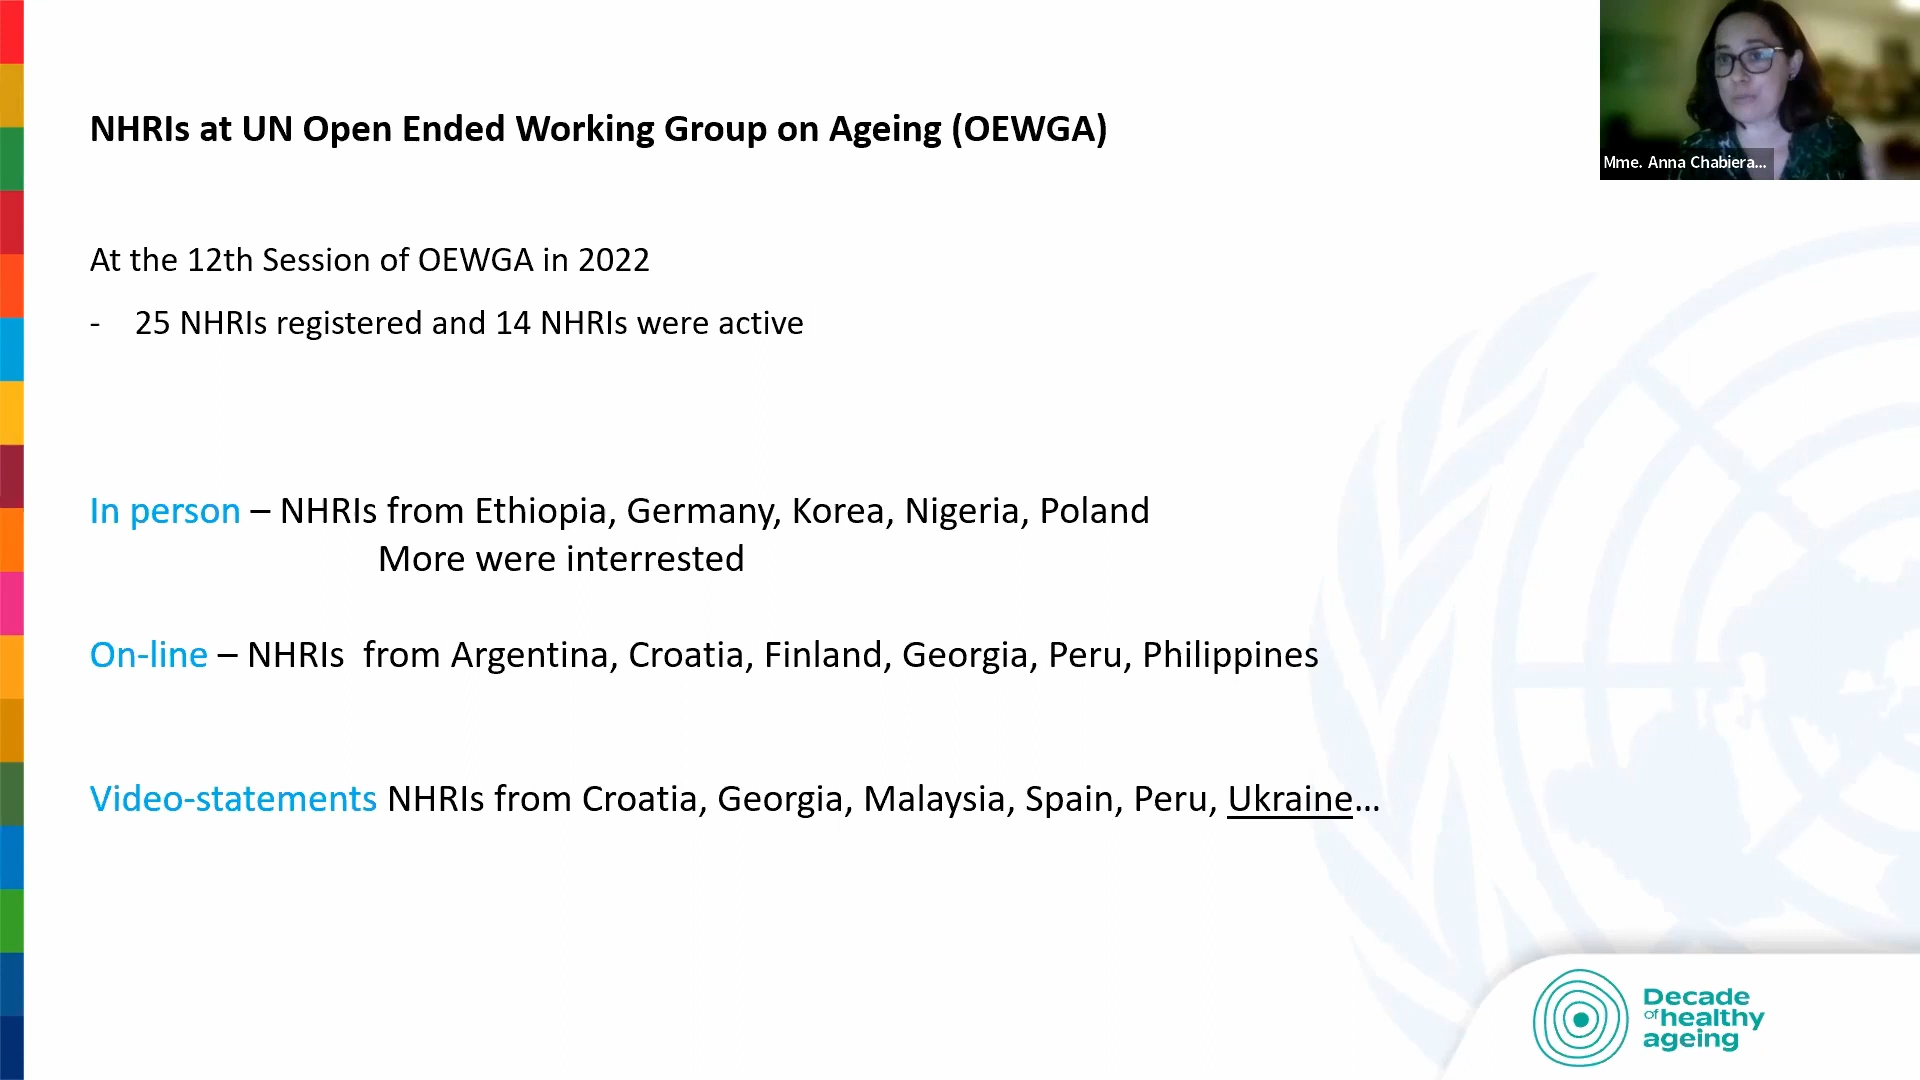 NHRIs at UN Open Ended Working Group on Ageing (OEWGA)
Mme. Anna Chabiera...
At the 12th Session of OEWGA in 2022
- 25 NHRIs registered and 14 NHRIs were active
In person – NHRIs from Ethiopia, Germany, Korea, Nigeria, Poland
More were interrested
On-line – NHRIs from Argentina, Croatia, Finland, Georgia, Peru, Philippines
Video-statements NHRIs from Croatia, Georgia, Malaysia, Spain, Peru, Ukraine...
Decade
of healthy
ageing